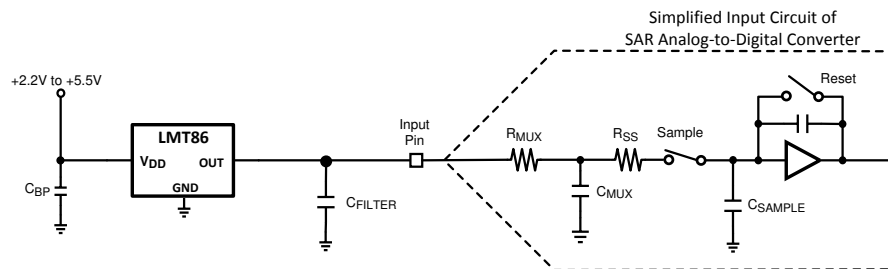 Simplified Input Circuit of
SAR Analog-to-Digital Converter
+2.2V to +5.5V
Reset
LMT86
Input
Pin
RMUX
RSS
Sample
VDD
OUT
GND
CBP
CFILTER
CMUX
CSAMPLE